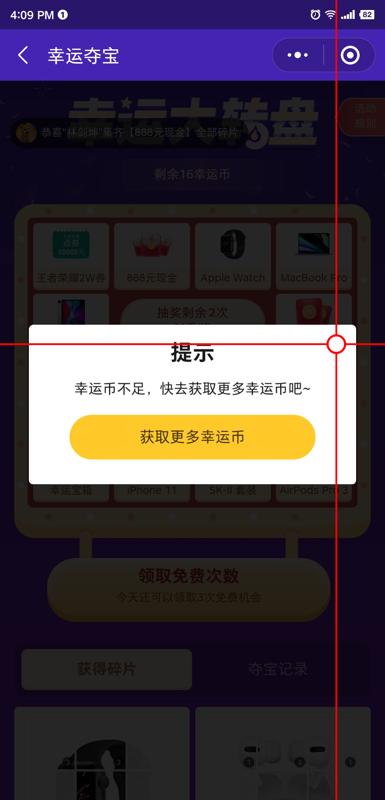 4:09 PM
82
幸运夺宝
幸运大转盘
活动
规则
恭喜“林剑坤”集齐【888元现金】全部碎片
剩余16幸运币
点券
王者荣耀2W券
888元现金
Apple Watch
MacBook Pro
抽奖剩余2次
提示
幸运币不足，快去获取更多幸运币吧~
获取更多幸运币
幸运宝箱
iPhone 11
SK-II 套装
AirPods Pro 3
领取免费次数
今天还可以领取3次免费机会
获得碎片
夺宝记录